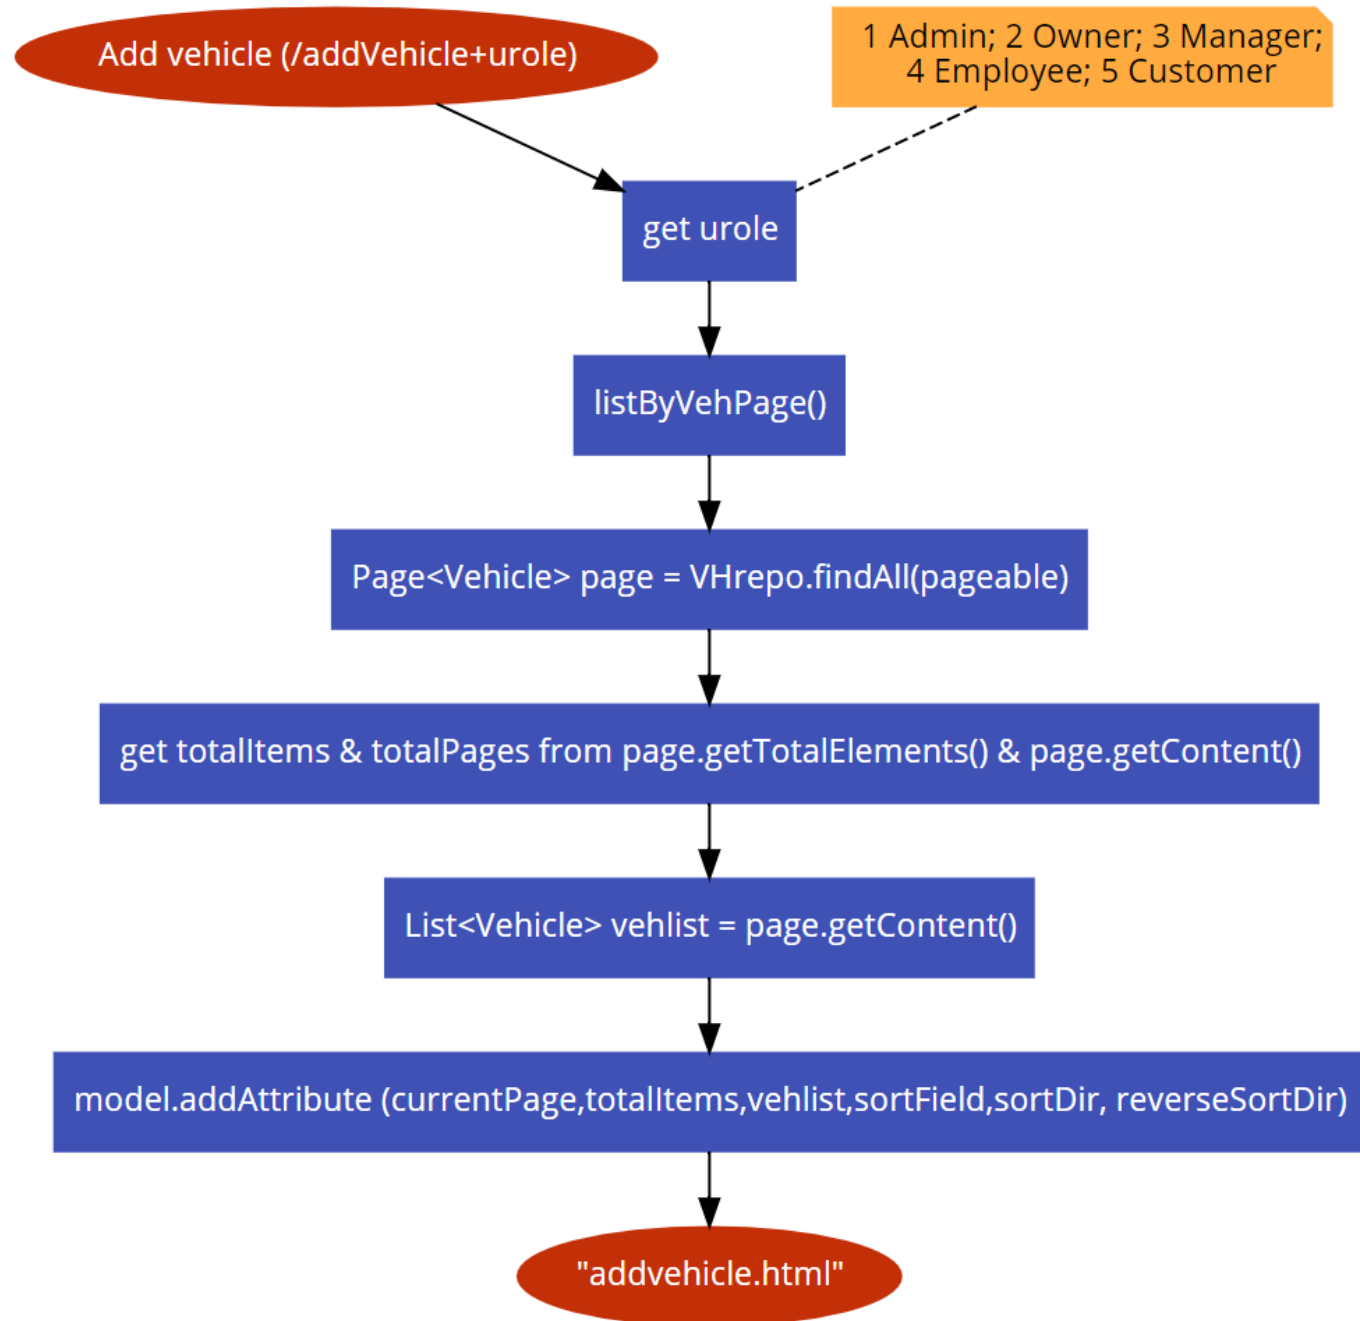 Add vehicle (/addVehicle+urole)
1 Admin; 2 Owner; 3 Manager;
4 Employee; 5 Customer
get urole
listByVehPage()
Page<Vehicle> page = VHrepo.findAll(pageable)
get totalItems & totalPages from page.getTotalElements() & page.getContent()
List<Vehicle> vehlist = page.getContent()
model.addAttribute (currentPage,totalItems,vehlist,sortField,sortDir, reverseSortDir)
"addvehicle.html"